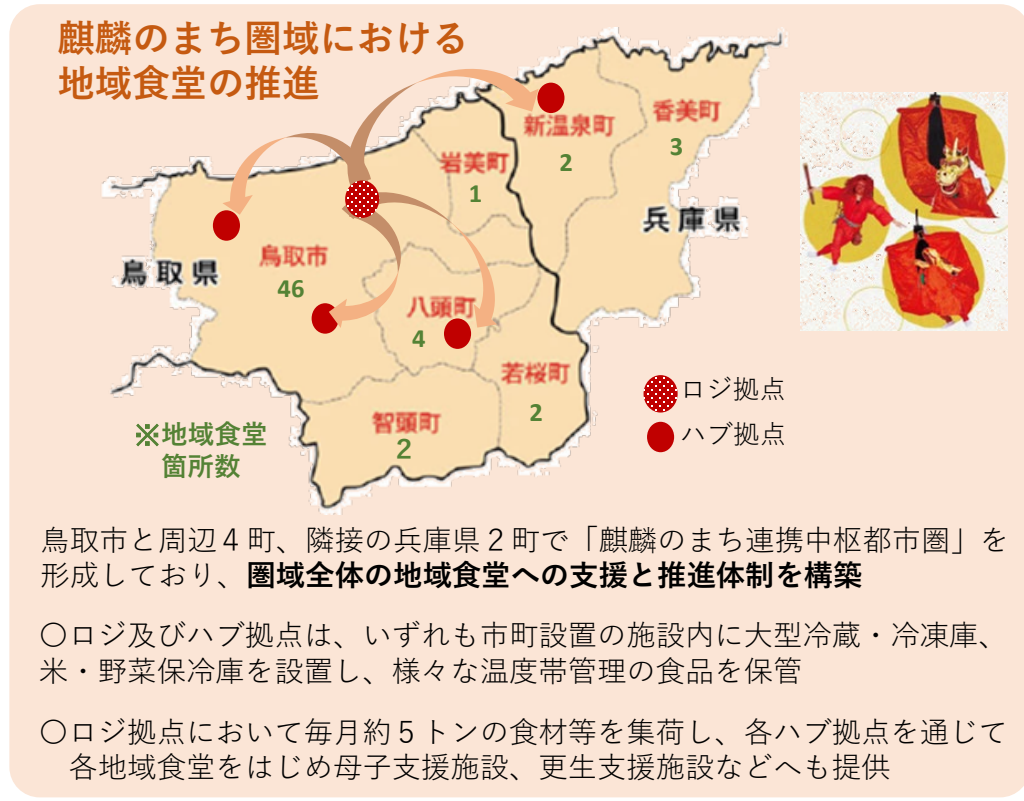 麒麟のまち圏域における
地域食堂の推進
新温泉町
2
香美町
3
岩美町
1
兵庫県
鳥取市
46
鳥取県
八頭町
4
若桜町
2
智頭町
2
ロジ拠点
ハブ拠点
※地域食堂
箇所数
鳥取市と周辺4町、隣接の兵庫県2町で「麒麟のまち連携中枢都市圏」を
形成しており、圏域全体の地域食堂への支援と推進体制を構築
〇ロジ及びハブ拠点は、いずれも市町設置の施設内に大型冷蔵・冷凍庫、
米・野菜保冷庫を設置し、様々な温度帯管理の食品を保管
〇ロジ拠点において毎月約5トンの食材等を集荷し、各ハブ拠点を通じて
各地域食堂をはじめ母子支援施設、更生支援施設などへも提供